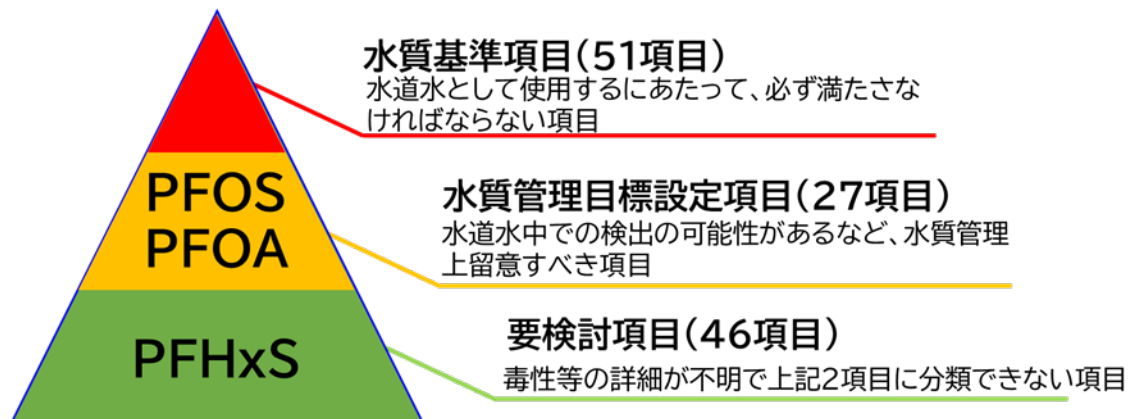 水質基準項目(51項目)
水道水として使用するにあたって、必ず満たさな
ければならない項目
PFOS
PFOA
水質管理目標設定項目(27項目)
水道水中での検出の可能性があるなど、水質管理
上留意すべき項目
PFHxS
要検討項目(46項目)
毒性等の詳細が不明で上記2項目に分類できない項目